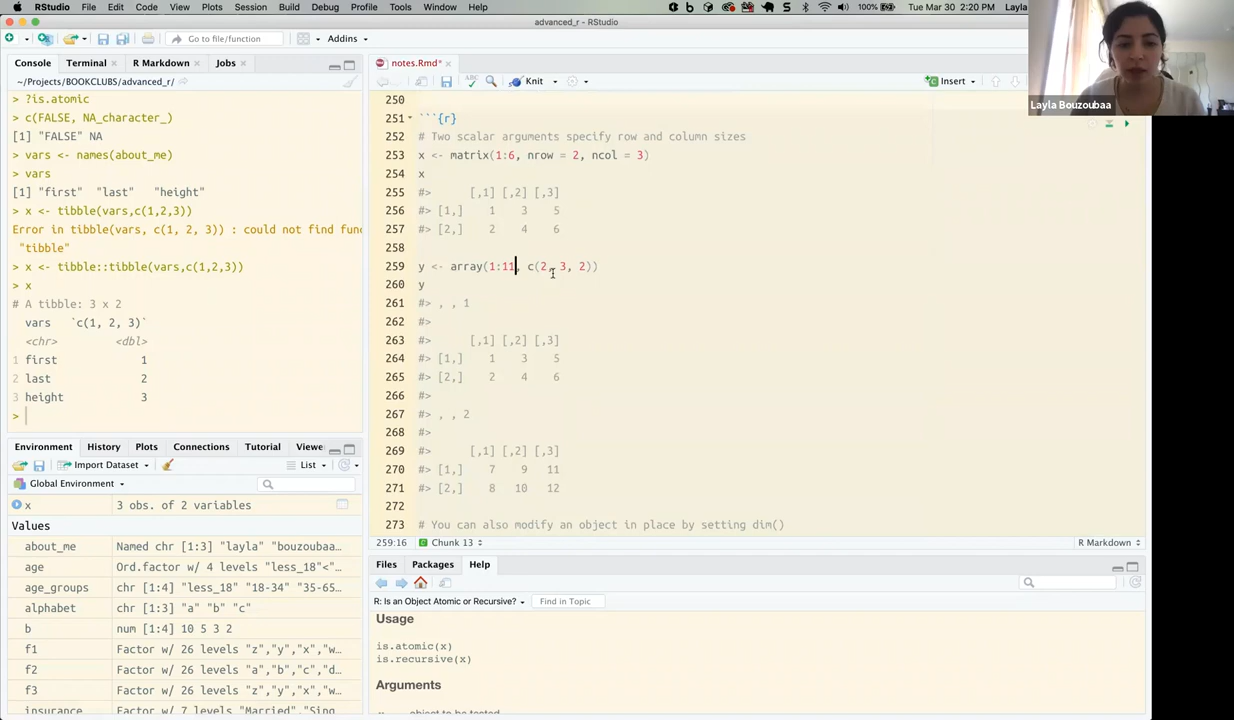 RStudio File Edit Code View Plots Session Build Debug Profile Tools Window Help 100% Tue Mar 30 2:20 PM Layla
advanced_r - RStudio
Go to file/function Addins
Console Terminal R Markdown Jobs
~/Projects/BOOKCLUBS/advanced_r/
> ?is.atomic
> c(FALSE, NA_character_)
[1] "FALSE" NA
> vars <- names(about_me)
> vars
[1] "first" "last" "height"
> x <- tibble(vars,c(1,2,3))
Error in tibble(vars, c(1, 2, 3)) : could not find func
"tibble"
> x <- tibble::tibble(vars,c(1,2,3))
> x
# A tibble: 3 x 2
vars `c(1, 2, 3)`
<chr> <dbl>
1 first 1
2 last 2
3 height 3
>
Environment History Plots Connections Tutorial Viewe
Import Dataset List
Global Environment
x 3 obs. of 2 variables
Values
about_me Named chr [1:3] "layla" "bouzoubaa…
age Ord.factor w/ 4 levels "less_18"<"…
age_groups chr [1:4] "less_18" "18-34" "35-65…
alphabet chr [1:3] "a" "b" "c"
b num [1:4] 10 5 3 2
f1 Factor w/ 26 levels "z","y","x","w…
f2 Factor w/ 26 levels "a","b","c","d…
f3 Factor w/ 26 levels "z","y","x","w…
insurance Factor w/ 7 levels "Married","Sing
notes.Rmd*
Knit Insert
250
251 ```{r}
252 # Two scalar arguments specify row and column sizes
253 x <- matrix(1:6, nrow = 2, ncol = 3)
254 x
255 #> [,1] [,2] [,3]
256 #> [1,] 1 3 5
257 #> [2,] 2 4 6
258
259 y <- array(1:11, c(2, 3, 2))
260 y
261 #> , , 1
262 #>
263 #> [,1] [,2] [,3]
264 #> [1,] 1 3 5
265 #> [2,] 2 4 6
266 #>
267 #> , , 2
268 #>
269 #> [,1] [,2] [,3]
270 #> [1,] 7 9 11
271 #> [2,] 8 10 12
272
273 # You can also modify an object in place by setting dim()
259:16 Chunk 13 R Markdown
Files Packages Help
R: Is an Object Atomic or Recursive? Find in Topic
Usage
is.atomic(x)
is.recursive(x)
Arguments
Layla Bouzoubaa